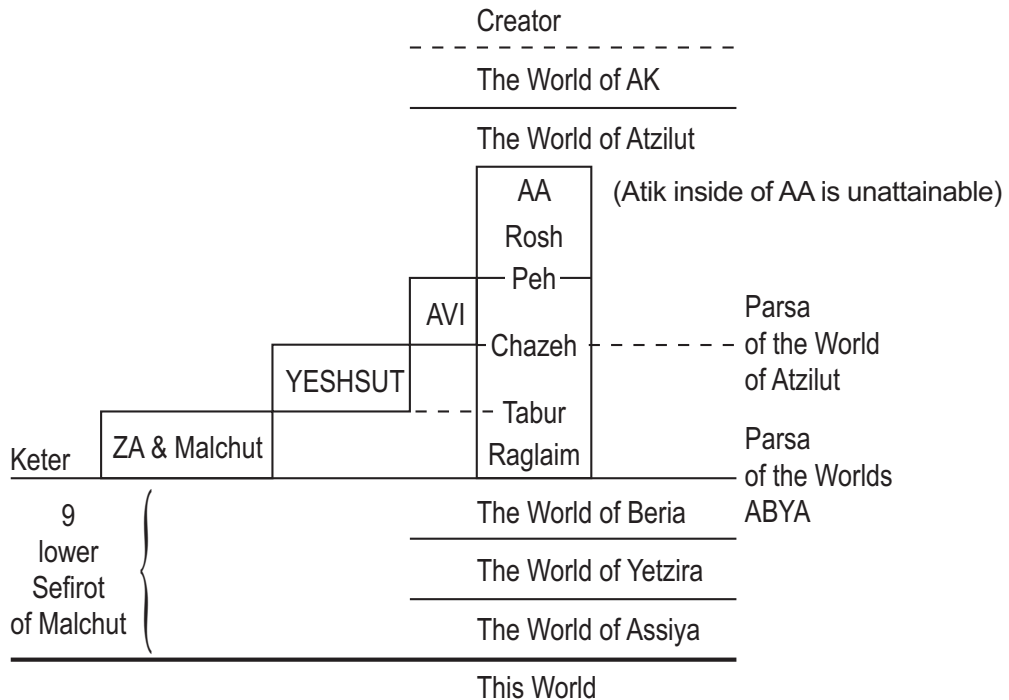 Creator
The World of AK
The World of Atzilut
AA
(Atik inside of AA is unattainable)
Rosh
Peh
AVI
Chazeh
Parsa
of the World
of Atzilut
YESHSUT
Tabur
ZA & Malchut
Raglaim
Keter
Parsa
of the Worlds
ABYA
9
lower
Sefirot
of Malchut
The World of Beria
The World of Yetzira
The World of Assiya
This World